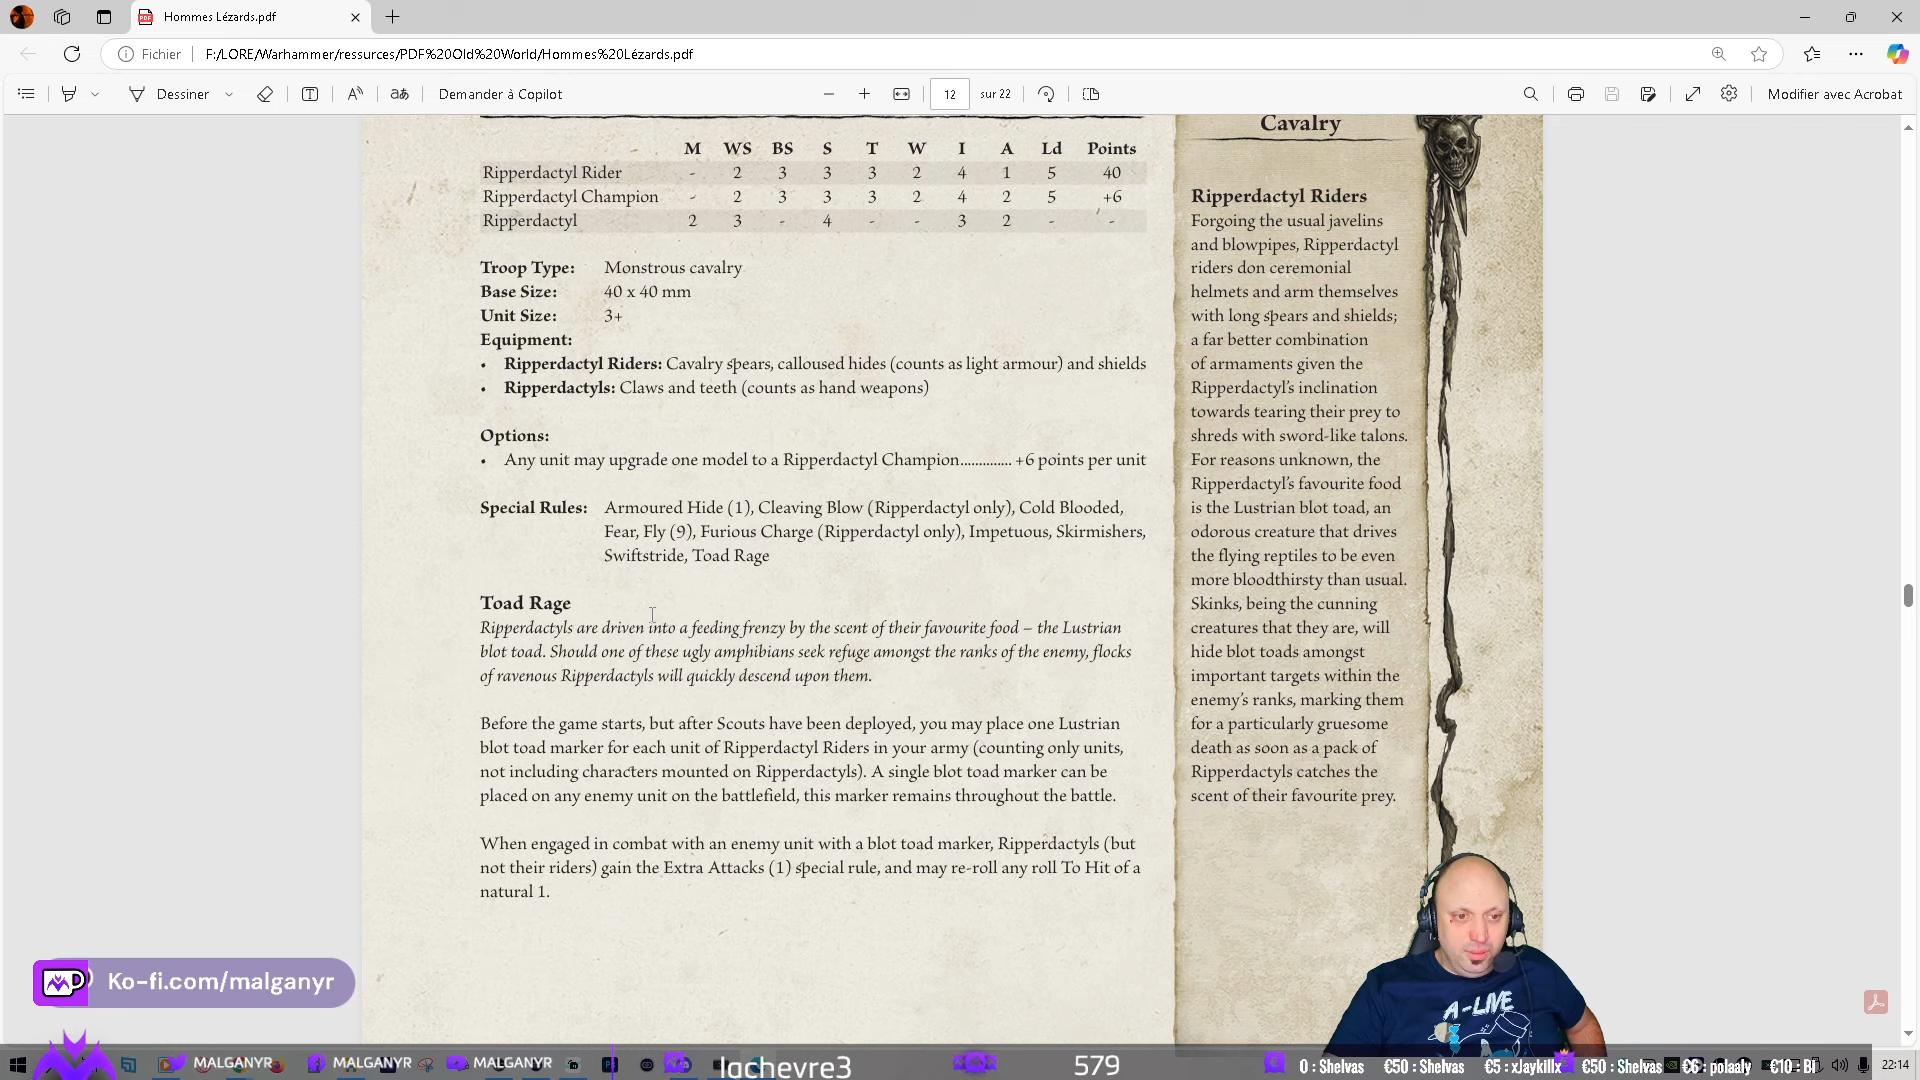 Hommes Lézards.pdf
Fichier
F:/LORE/Warhammer/ressources/PDF%20Old%20World/Hommes%20Lézards.pdf
Dessiner
Demander à Copilot
12 sur 22
Modifier avec Acrobat
M WS BS S T W I A Ld Points
Ripperdactyl Rider - 2 3 3 3 2 4 1 5 40
Ripperdactyl Champion - 2 3 3 3 2 4 2 5 +6
Ripperdactyl 2 3 - 4 - - 3 2 - -
Troop Type: Monstrous cavalry
Base Size: 40 x 40 mm
Unit Size: 3+
Equipment:
• Ripperdactyl Riders: Cavalry spears, calloused hides (counts as light armour) and shields
• Ripperdactyls: Claws and teeth (counts as hand weapons)
Options:
• Any unit may upgrade one model to a Ripperdactyl Champion.............. +6 points per unit
Special Rules: Armoured Hide (1), Cleaving Blow (Ripperdactyl only), Cold Blooded,
Fear, Fly (9), Furious Charge (Ripperdactyl only), Impetuous, Skirmishers,
Swiftstride, Toad Rage
Toad Rage
Ripperdactyls are driven into a feeding frenzy by the scent of their favourite food – the Lustrian
blot toad. Should one of these ugly amphibians seek refuge amongst the ranks of the enemy, flocks
of ravenous Ripperdactyls will quickly descend upon them.
Before the game starts, but after Scouts have been deployed, you may place one Lustrian
blot toad marker for each unit of Ripperdactyl Riders in your army (counting only units,
not including characters mounted on Ripperdactyls). A single blot toad marker can be
placed on any enemy unit on the battlefield, this marker remains throughout the battle.
When engaged in combat with an enemy unit with a blot toad marker, Ripperdactyls (but
not their riders) gain the Extra Attacks (1) special rule, and may re-roll any roll To Hit of a
natural 1.
Cavalry
Ripperdactyl Riders
Forgoing the usual javelins
and blowpipes, Ripperdactyl
riders don ceremonial
helmets and arm themselves
with long spears and shields;
a far better combination
of armaments given the
Ripperdactyl's inclination
towards tearing their prey to
shreds with sword-like talons.
For reasons unknown, the
Ripperdactyl's favourite food
is the Lustrian blot toad, an
odorous creature that drives
the flying reptiles to be even
more bloodthirsty than usual.
Skinks, being the cunning
creatures that they are, will
hide blot toads amongst
important targets within the
enemy's ranks, marking them
for a particularly gruesome
death as soon as a pack of
Ripperdactyls catches the
scent of their favourite prey.
A-LIVE
Ko-fi.com/malganyr
MALGANYR MALGANYR MALGANYR lachevre3 579 0 : Shelvas €50 : Shelvas €5 : xJaykillx €50 : Shelvas €6 : polaaly €10 : 22:14